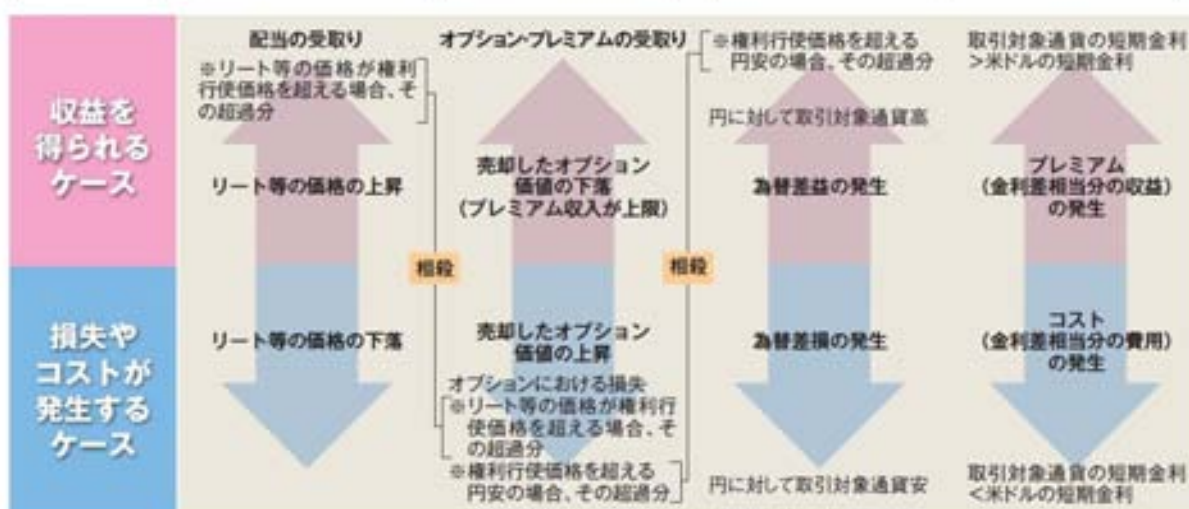 収益を
得られる
ケース
配当の受取り
※リート等の価格が権利
行使価格を超える場合、そ
の超過分
リート等の価格の上昇
オプション・プレミアムの受取り
売却したオプション
価値の下落
(プレミアム収入が上限)
※権利行使価格を超える
円安の場合、その超過分
円に対して取引対象通貨高
為替差益の発生
取引対象通貨の短期金利
>米ドルの短期金利
プレミアム
(金利差相当分の収益)
の発生
相殺
相殺
損失や
コストが
発生する
ケース
リート等の価格の下落
売却したオプション
価値の上昇
オプションにおける損失
※リート等の価格が権利行
使価格を超える場合、そ
の超過分
※権利行使価格を超える
円安の場合、その超過分
為替差損の発生
円に対して取引対象通貨安
コスト
(金利差相当分の費用)
の発生
取引対象通貨の短期金利
<米ドルの短期金利